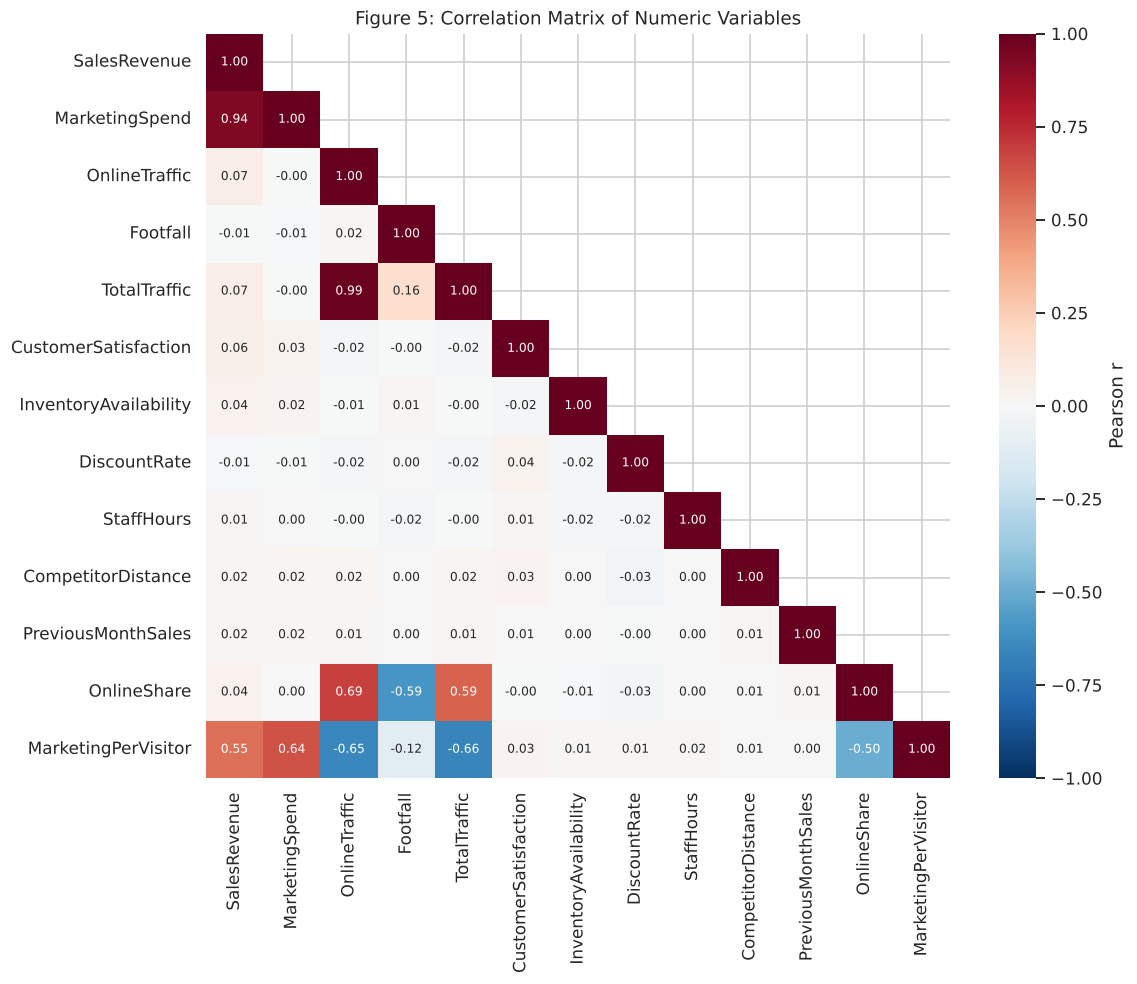 Figure 5: Correlation Matrix of Numeric Variables
SalesRevenue 1.00
MarketingSpend 0.94 1.00
OnlineTraffic 0.07 -0.00 1.00
Footfall -0.01 -0.01 0.02 1.00
TotalTraffic 0.07 -0.00 0.99 0.16 1.00
CustomerSatisfaction 0.06 0.03 -0.02 -0.00 -0.02 1.00
InventoryAvailability 0.04 0.02 -0.01 0.01 -0.00 -0.02 1.00
DiscountRate -0.01 -0.01 -0.02 0.00 -0.02 0.04 -0.02 1.00
StaffHours 0.01 0.00 -0.00 -0.02 -0.00 0.01 -0.02 -0.02 1.00
CompetitorDistance 0.02 0.02 0.02 0.00 0.02 0.03 0.00 -0.03 0.00 1.00
PreviousMonthSales 0.02 0.02 0.01 0.00 0.01 0.01 0.00 -0.00 0.00 0.01 1.00
OnlineShare 0.04 0.00 0.69 -0.59 0.59 -0.00 -0.01 -0.03 0.00 0.01 0.01 1.00
MarketingPerVisitor 0.55 0.64 -0.65 -0.12 -0.66 0.03 0.01 0.01 0.02 0.01 0.00 -0.50 1.00
SalesRevenue
MarketingSpend
OnlineTraffic
Footfall
TotalTraffic
CustomerSatisfaction
InventoryAvailability
DiscountRate
StaffHours
CompetitorDistance
PreviousMonthSales
OnlineShare
MarketingPerVisitor
1.00
0.75
0.50
0.25
0.00
−0.25
−0.50
−0.75
−1.00
Pearson r